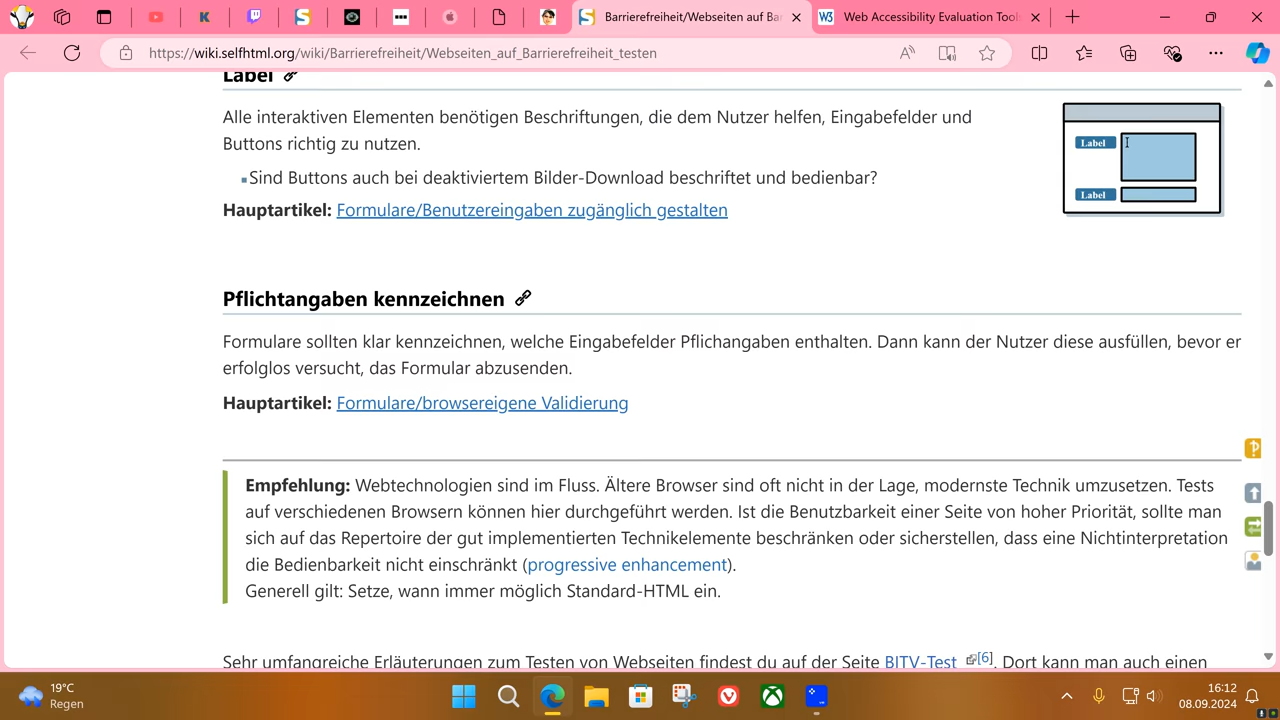 Barrierefreiheit/Webseiten auf Bar
Web Accessibility Evaluation Tools
https://wiki.selfhtml.org/wiki/Barrierefreiheit/Webseiten_auf_Barrierefreiheit_testen
Label
Alle interaktiven Elementen benötigen Beschriftungen, die dem Nutzer helfen, Eingabefelder und
Buttons richtig zu nutzen.
Sind Buttons auch bei deaktiviertem Bilder-Download beschriftet und bedienbar?
Hauptartikel: Formulare/Benutzereingaben zugänglich gestalten
Label
Label
Pflichtangaben kennzeichnen
Formulare sollten klar kennzeichnen, welche Eingabefelder Pflichangaben enthalten. Dann kann der Nutzer diese ausfüllen, bevor er
erfolglos versucht, das Formular abzusenden.
Hauptartikel: Formulare/browsereigene Validierung
Empfehlung: Webtechnologien sind im Fluss. Ältere Browser sind oft nicht in der Lage, modernste Technik umzusetzen. Tests
auf verschiedenen Browsern können hier durchgeführt werden. Ist die Benutzbarkeit einer Seite von hoher Priorität, sollte man
sich auf das Repertoire der gut implementierten Technikelemente beschränken oder sicherstellen, dass eine Nichtinterpretation
die Bedienbarkeit nicht einschränkt (progressive enhancement).
Generell gilt: Setze, wann immer möglich Standard-HTML ein.
Sehr umfangreiche Erläuterungen zum Testen von Webseiten findest du auf der Seite BITV-Test [6]. Dort kann man auch einen
19°C
Regen
16:12
08.09.2024